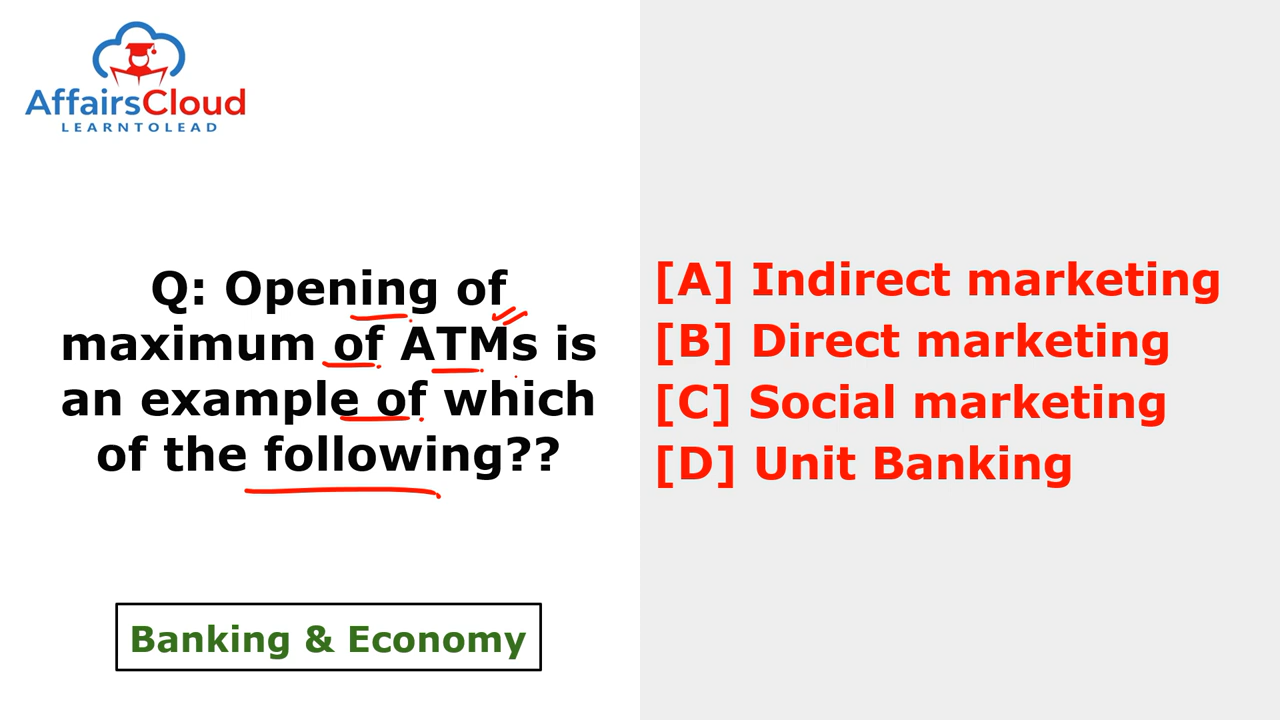 AffairsCloud
LEARNTOLEAD
Q: Opening of
maximum of ATMs is
an example of which
of the following??
Banking & Economy
[A] Indirect marketing
[B] Direct marketing
[C] Social marketing
[D] Unit Banking